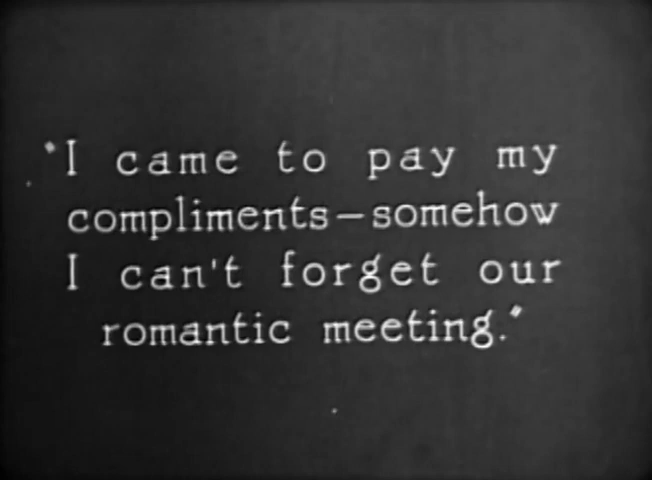 "I came to pay my
compliments—somehow
I can't forget our
romantic meeting."